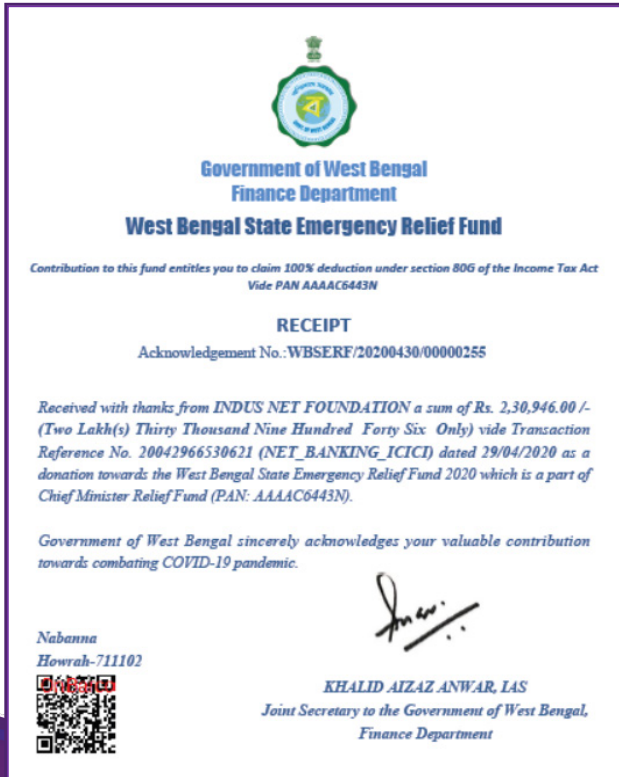 ব
Government of West Bengal
Finance Department
West Bengal State Emergency Relief Fund
Contribution to this fund entitles you to claim 100% deduction under section 80G of the Income Tax Act
Vide PAN AAAAC6443N
RECEIPT
Acknowledgement No.:WBSERF/20200430/00000255
Received with thanks from INDUS NET FOUNDATION a sum of Rs. 2,30,946.00 /-
(Two Lakh(s) Thirty Thousand Nine Hundred Forty Six Only) vide Transaction
Reference No. 20042966530621 (NET_BANKING_ICICI) dated 29/04/2020 as a
donation towards the West Bengal State Emergency Relief Fund 2020 which is a part of
Chief Minister Relief Fund (PAN: AAAAC6443N).
Government of West Bengal sincerely acknowledges your valuable contribution
towards combating COVID-19 pandemic.
Nabanna
Howrah-711102
KHALID AIZAZ ANWAR, IAS
Joint Secretary to the Government of West Bengal,
Finance Department